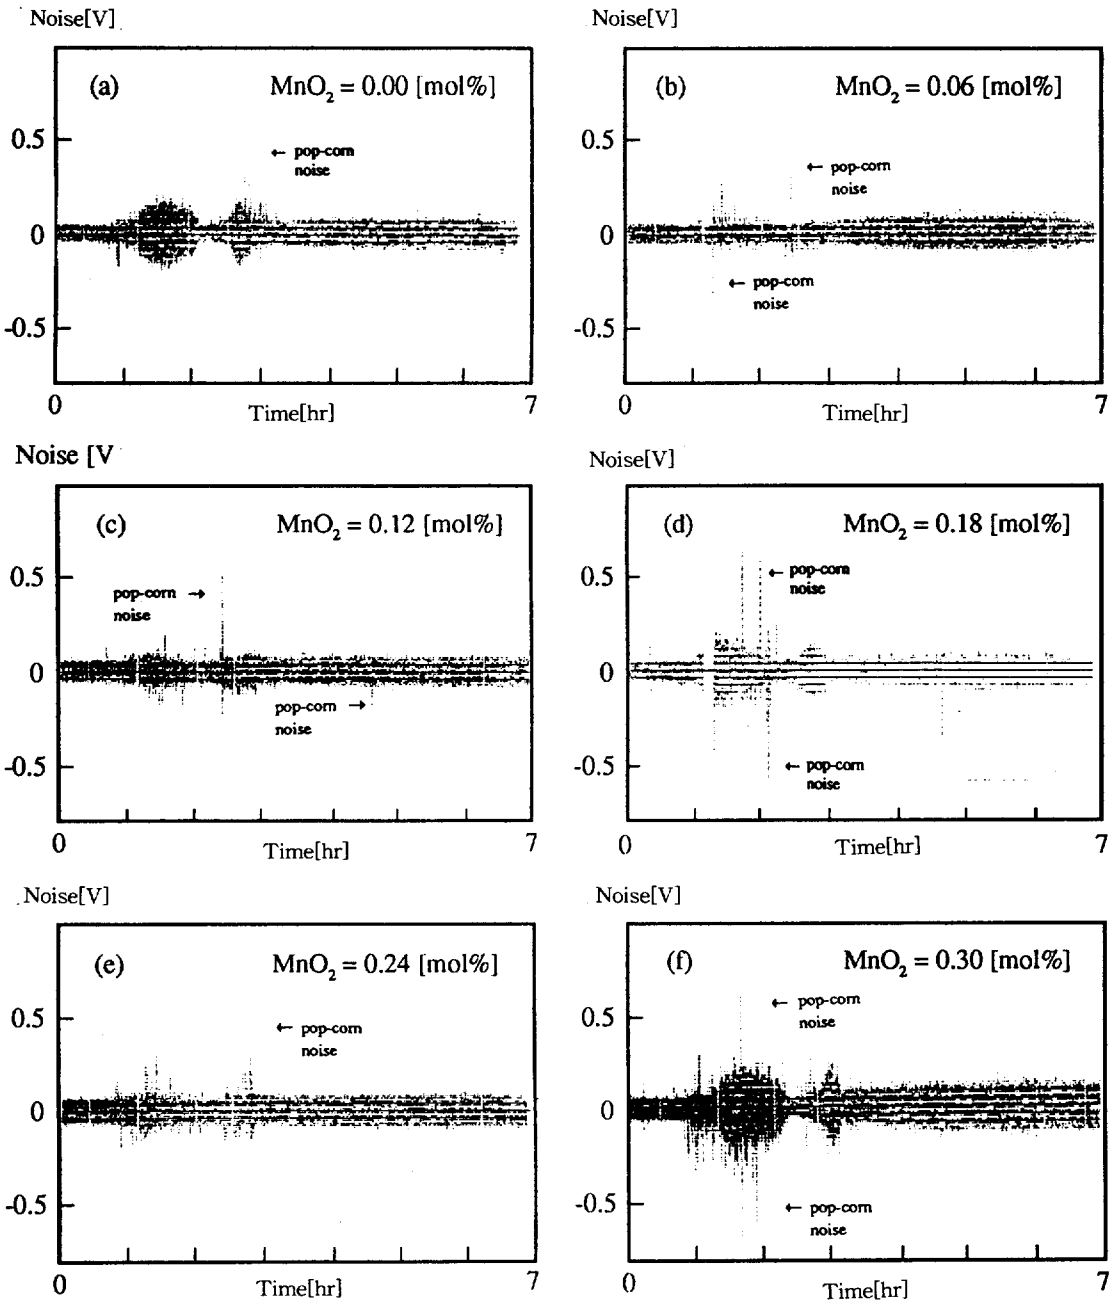 Noise[V]
(a) MnO₂ = 0.00 [mol%]
0.5
← pop-corn
noise
0
-0.5
0 7
Time[hr]
Noise[V]
(b) MnO₂ = 0.06 [mol%]
0.5
← pop-corn
noise
0
← pop-corn
noise
-0.5
0 7
Time[hr]
Noise [V
(c) MnO₂ = 0.12 [mol%]
0.5
pop-corn →
noise
0
pop-corn →
noise
-0.5
0 7
Time[hr]
Noise[V]
(d) MnO₂ = 0.18 [mol%]
0.5
← pop-corn
noise
0
-0.5
← pop-corn
noise
0 7
Time[hr]
Noise[V]
(e) MnO₂ = 0.24 [mol%]
0.5
← pop-corn
noise
0
-0.5
0 7
Time[hr]
Noise[V]
(f) MnO₂ = 0.30 [mol%]
← pop-corn
0.5
noise
0
-0.5
← pop-corn
noise
0 7
Time[hr]